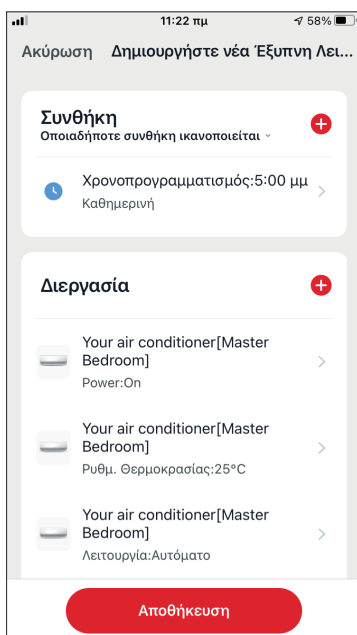 11:22 πμ
58%
Ακύρωση Δημιουργήστε νέα Έξυπνη Λει...
Συνθήκη
Οποιαδήποτε συνθήκη ικανοποιείται
Χρονοπρογραμματισμός:5:00 μμ
Καθημερινή
Διεργασία
Your air conditioner[Master
Bedroom]
Power:On
Your air conditioner[Master
Bedroom]
Ρυθμ. Θερμοκρασίας:25°C
Your air conditioner[Master
Bedroom]
Λειτουργία:Αυτόματο
Αποθήκευση